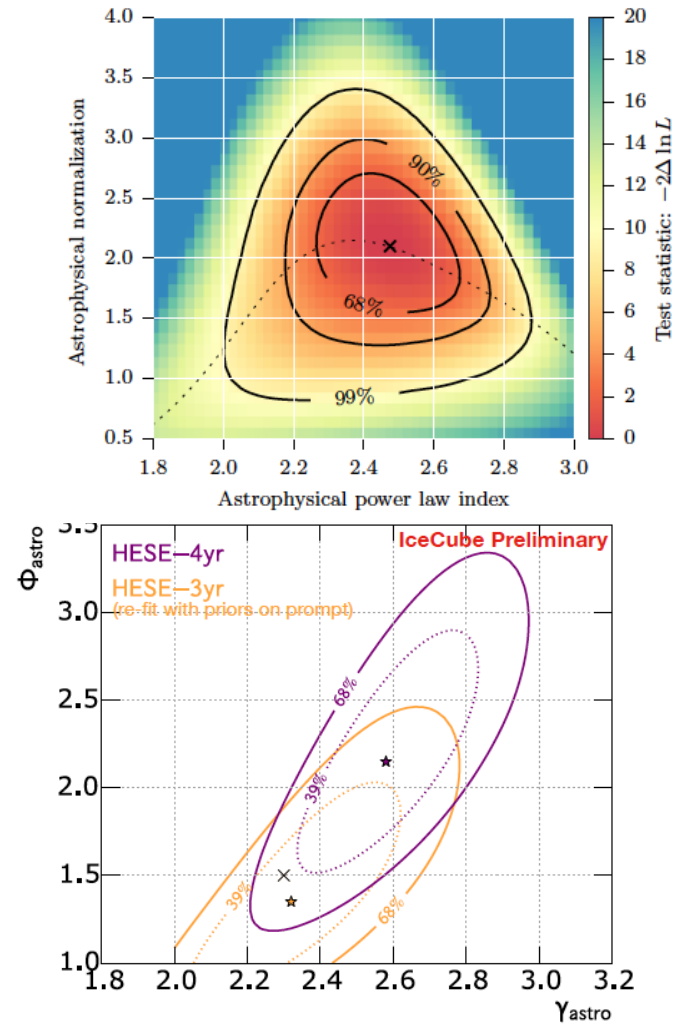 4.0
3.5
3.0
2.5
2.0
1.5
1.0
0.5
Astrophysical normalization
90%
68%
99%
1.8 2.0 2.2 2.4 2.6 2.8 3.0
Astrophysical power law index
20
18
16
14
12
10
8
6
4
2
0
Test statistic: −2Δ ln L
3.5
3.0
2.5
2.0
1.5
1.0
Φastro
HESE−4yr
IceCube Preliminary
HESE−3yr
(re-fit with priors on prompt)
68%
39%
39%
68%
1.8 2.0 2.2 2.4 2.6 2.8 3.0 3.2
γastro